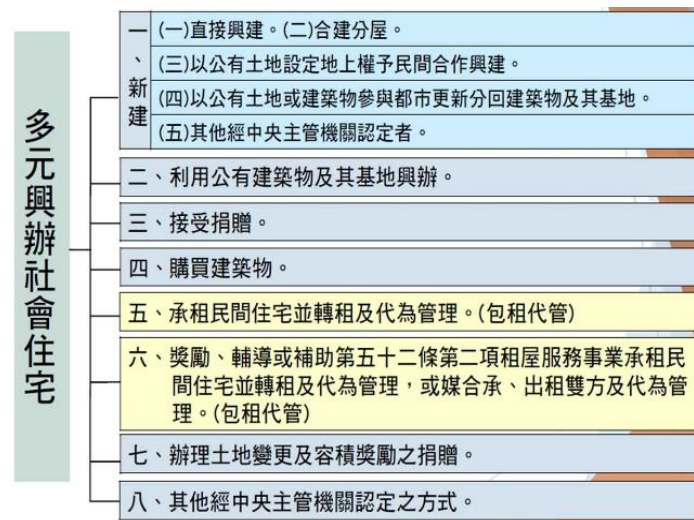 多元興辦社會住宅
一、新建
(一)直接興建。(二)合建分屋。
(三)以公有土地設定地上權予民間合作興建。
(四)以公有土地或建築物參與都市更新分回建築物及其基地。
(五)其他經中央主管機關認定者。
二、利用公有建築物及其基地興辦。
三、接受捐贈。
四、購買建築物。
五、承租民間住宅並轉租及代為管理。(包租代管)
六、獎勵、輔導或補助第五十二條第二項租屋服務事業承租民
間住宅並轉租及代為管理，或媒合承、出租雙方及代為管
理。(包租代管)
七、辦理土地變更及容積獎勵之捐贈。
八、其他經中央主管機關認定之方式。